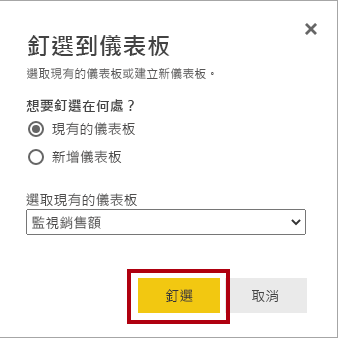 釘選到儀表板
選取現有的儀表板或建立新儀表板。
想要釘選在何處？
現有的儀表板
新增儀表板
選取現有的儀表板
監視銷售額
釘選
取消